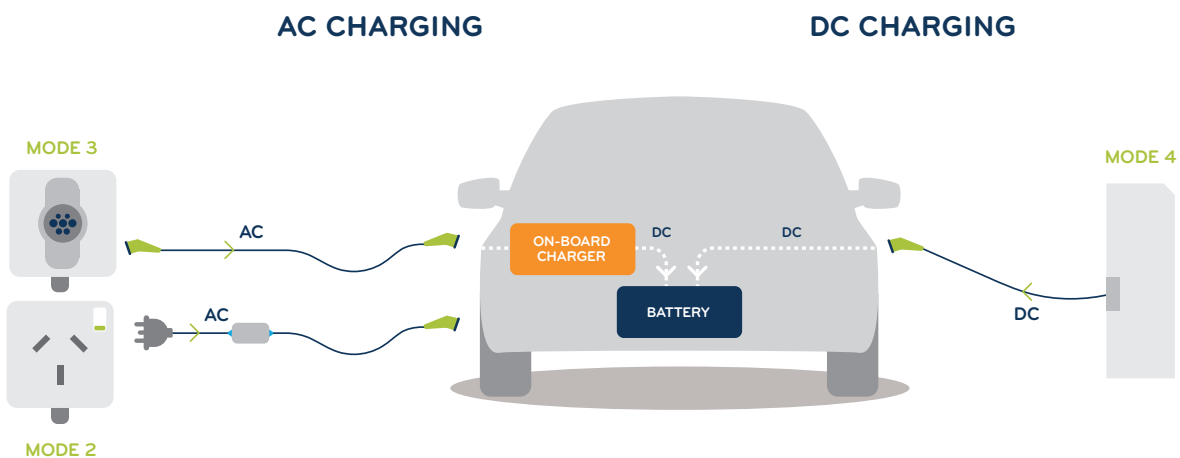 AC CHARGING
DC CHARGING
MODE 3
MODE 4
AC
ON-BOARD
CHARGER
DC
DC
BATTERY
AC
DC
MODE 2